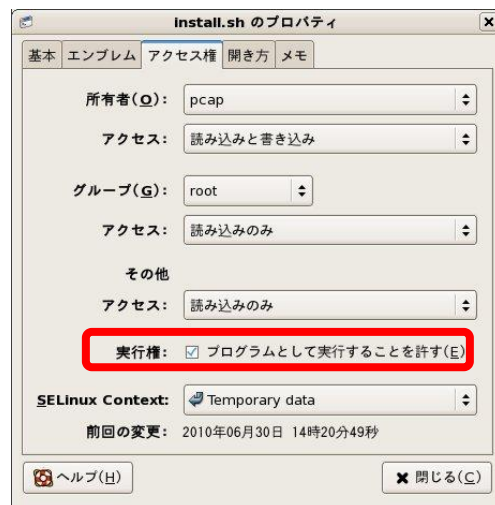 install.sh のプロパティ
基本 エンブレム アクセス権 開き方 メモ
所有者(O): pcap
アクセス: 読み込みと書き込み
グループ(G): root
アクセス: 読み込みのみ
その他
アクセス: 読み込みのみ
実行権: プログラムとして実行することを許す(E)
SELinux Context: Temporary data
前回の変更: 2010年06月30日 14時20分49秒
ヘルプ(H) 閉じる(C)